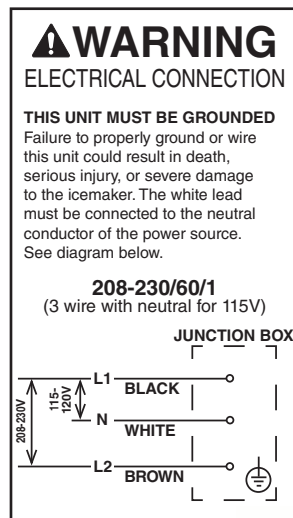 WARNING
ELECTRICAL CONNECTION
THIS UNIT MUST BE GROUNDED
Failure to properly ground or wire
this unit could result in death,
serious injury, or severe damage
to the icemaker. The white lead
must be connected to the neutral
conductor of the power source.
See diagram below.
208-230/60/1
(3 wire with neutral for 115V)
JUNCTION BOX
L1
BLACK
208-230V
115-
120V
N
WHITE
L2
BROWN